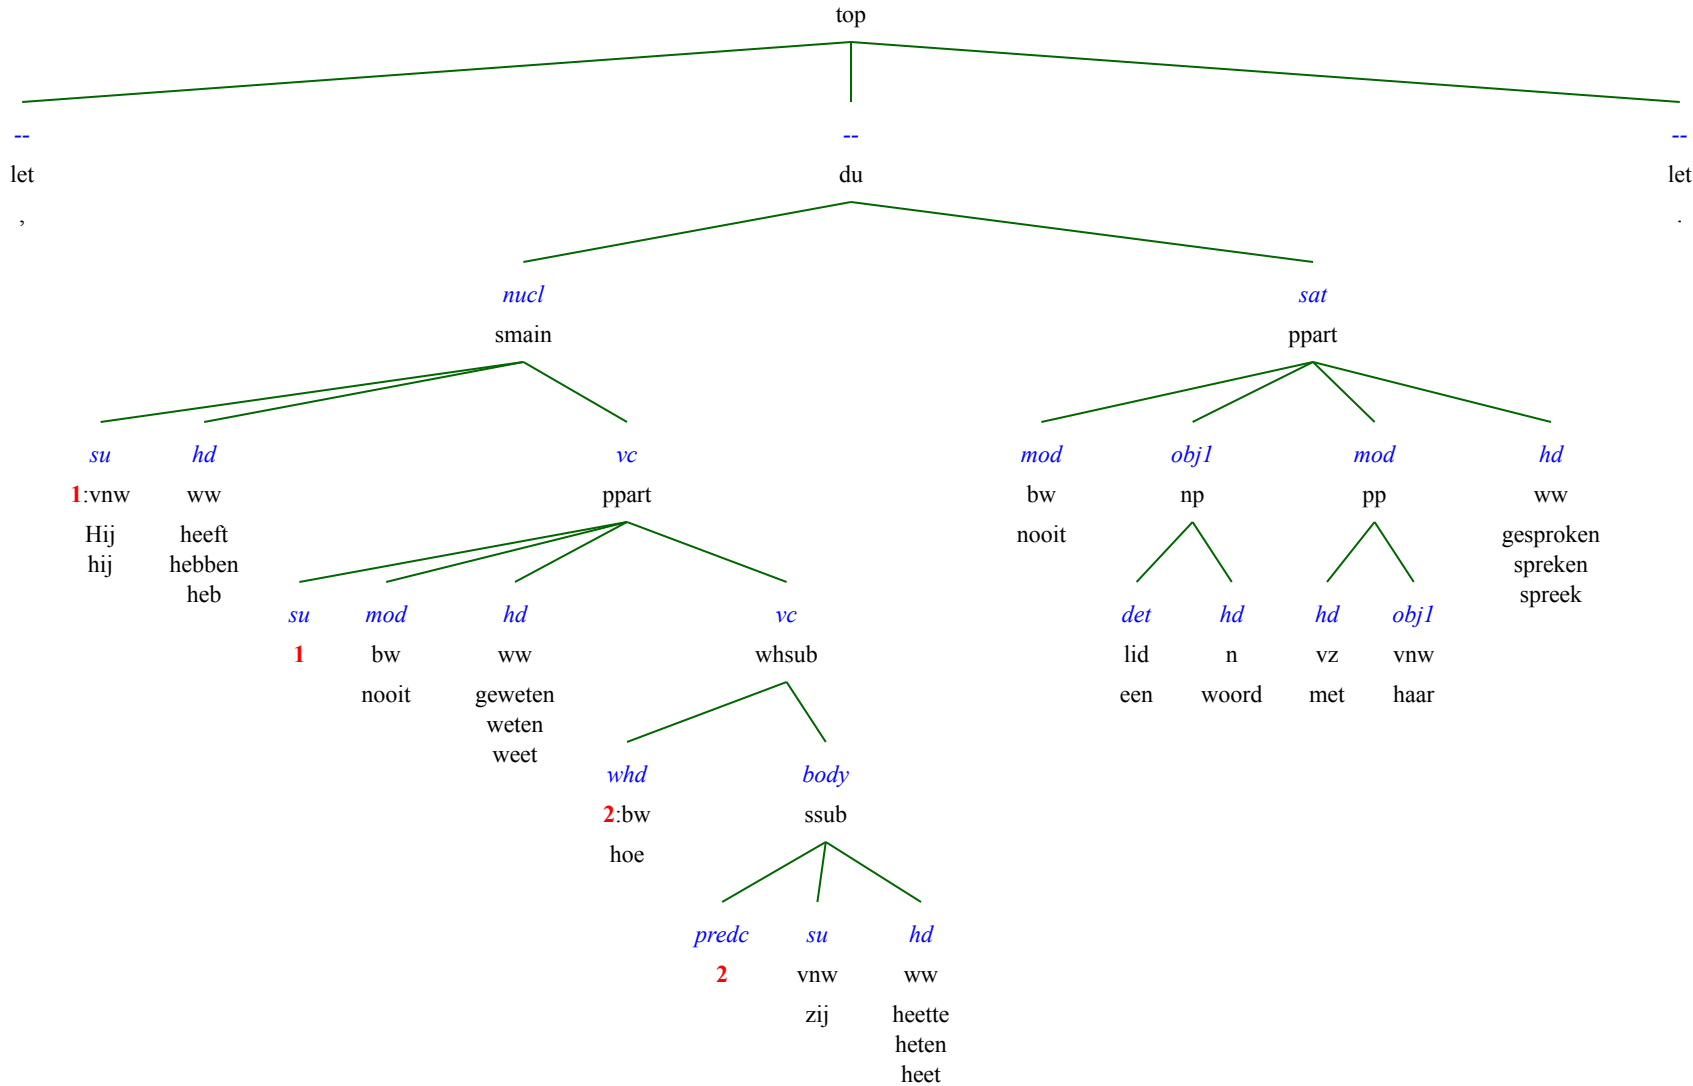 top
-- -- --
let du let
, .
nucl sat
smain ppart
su hd vc mod obj1 mod hd
1:vnw ww ppart bw np pp ww
Hij heeft nooit gesproken
hij hebben spreken
heb spreek
su mod hd vc det hd hd obj1
1 bw ww whsub lid n vz vnw
nooit geweten een woord met haar
weten
weet
whd body
2:bw ssub
hoe
predc su hd
2 vnw ww
zij heette
heten
heet